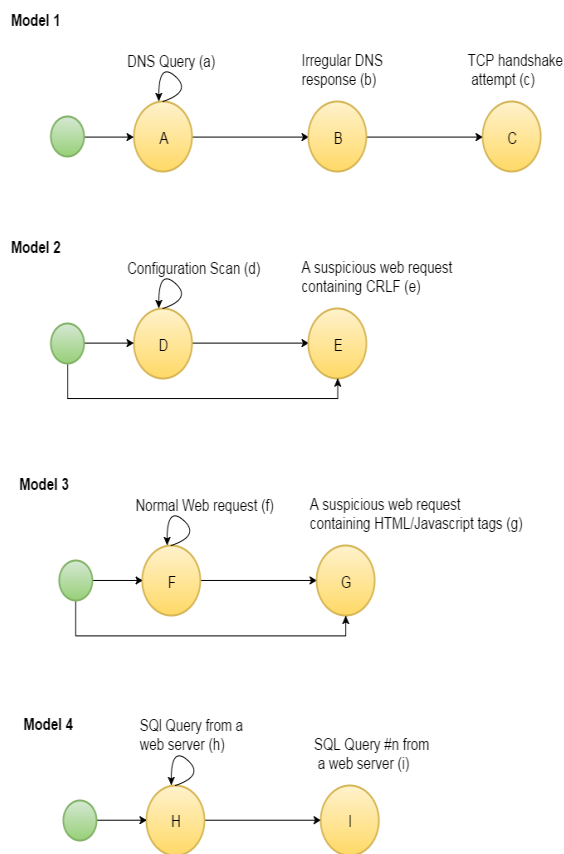 Model 1
DNS Query (a)
Irregular DNS
response (b)
TCP handshake
attempt (c)
A
B
C
Model 2
Configuration Scan (d)
A suspicious web request
containing CRLF (e)
D
E
Model 3
Normal Web request (f)
A suspicious web request
containing HTML/Javascript tags (g)
F
G
Model 4
SQl Query from a
web server (h)
SQL Query #n from
a web server (i)
H
I